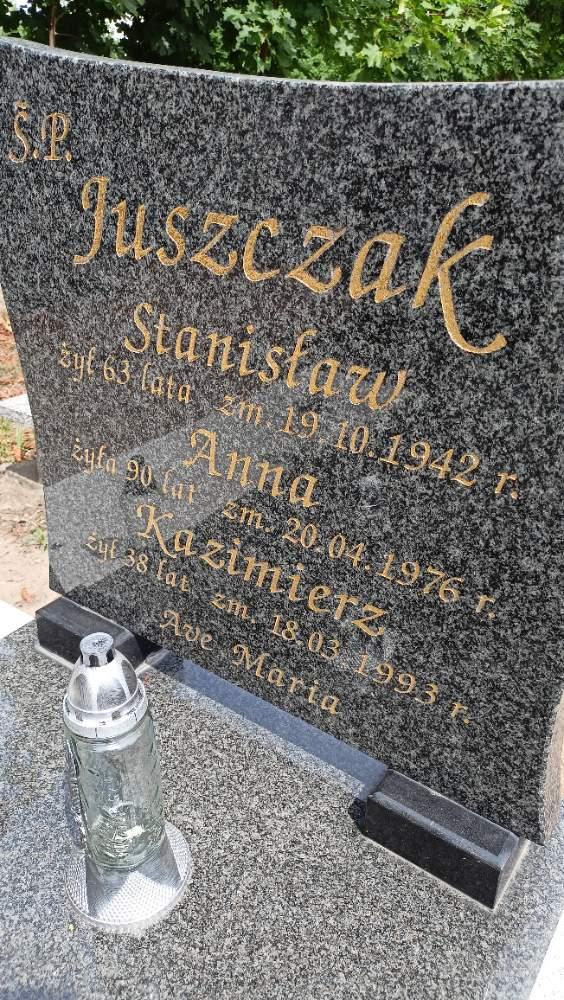 Ś.P.
Juszczak
Stanisław
żył 63 lata zm. 19.10.1942 r.
Anna
żyła 90 lat zm. 20.04.1976 r.
Kazimierz
żył 38 lat zm. 18.03.1993 r.
Ave Maria